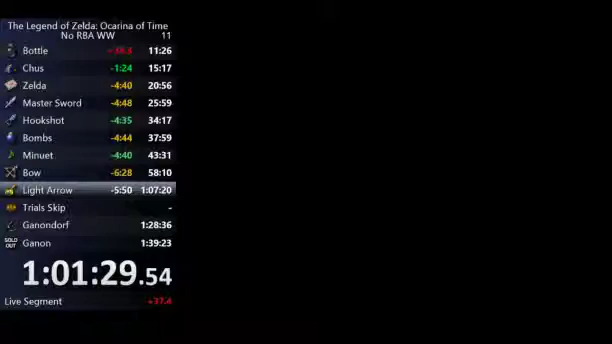 The Legend of Zelda: Ocarina of Time
No RBA WW 11
Bottle +38.3 11:26
Chus -1:24 15:17
Zelda -4:40 20:56
Master Sword -4:48 25:59
Hookshot -4:35 34:17
Bombs -4:44 37:59
Minuet -4:40 43:31
Bow -6:28 58:10
Light Arrow -5:50 1:07:20
Trials Skip -
Ganondorf 1:28:36
SOLD OUT Ganon 1:39:23
1:01:29.54
Live Segment +37.4